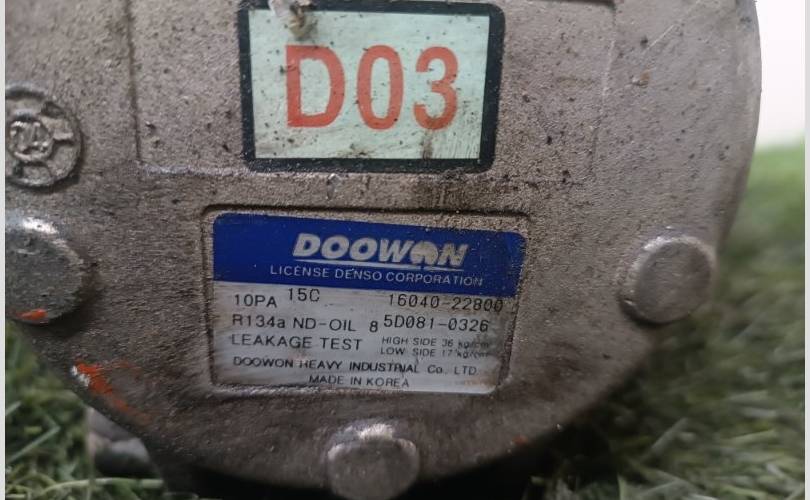 D03
74
DOOWON
LICENSE DENSO CORPORATION
10PA 15C 16040-22800
R134a ND-OIL 8 5D081-0326
LEAKAGE TEST HIGH SIDE 36 kg/cm²
LOW SIDE 17 kg/cm²
DOOWON HEAVY INDUSTRIAL Co., LTD
MADE IN KOREA